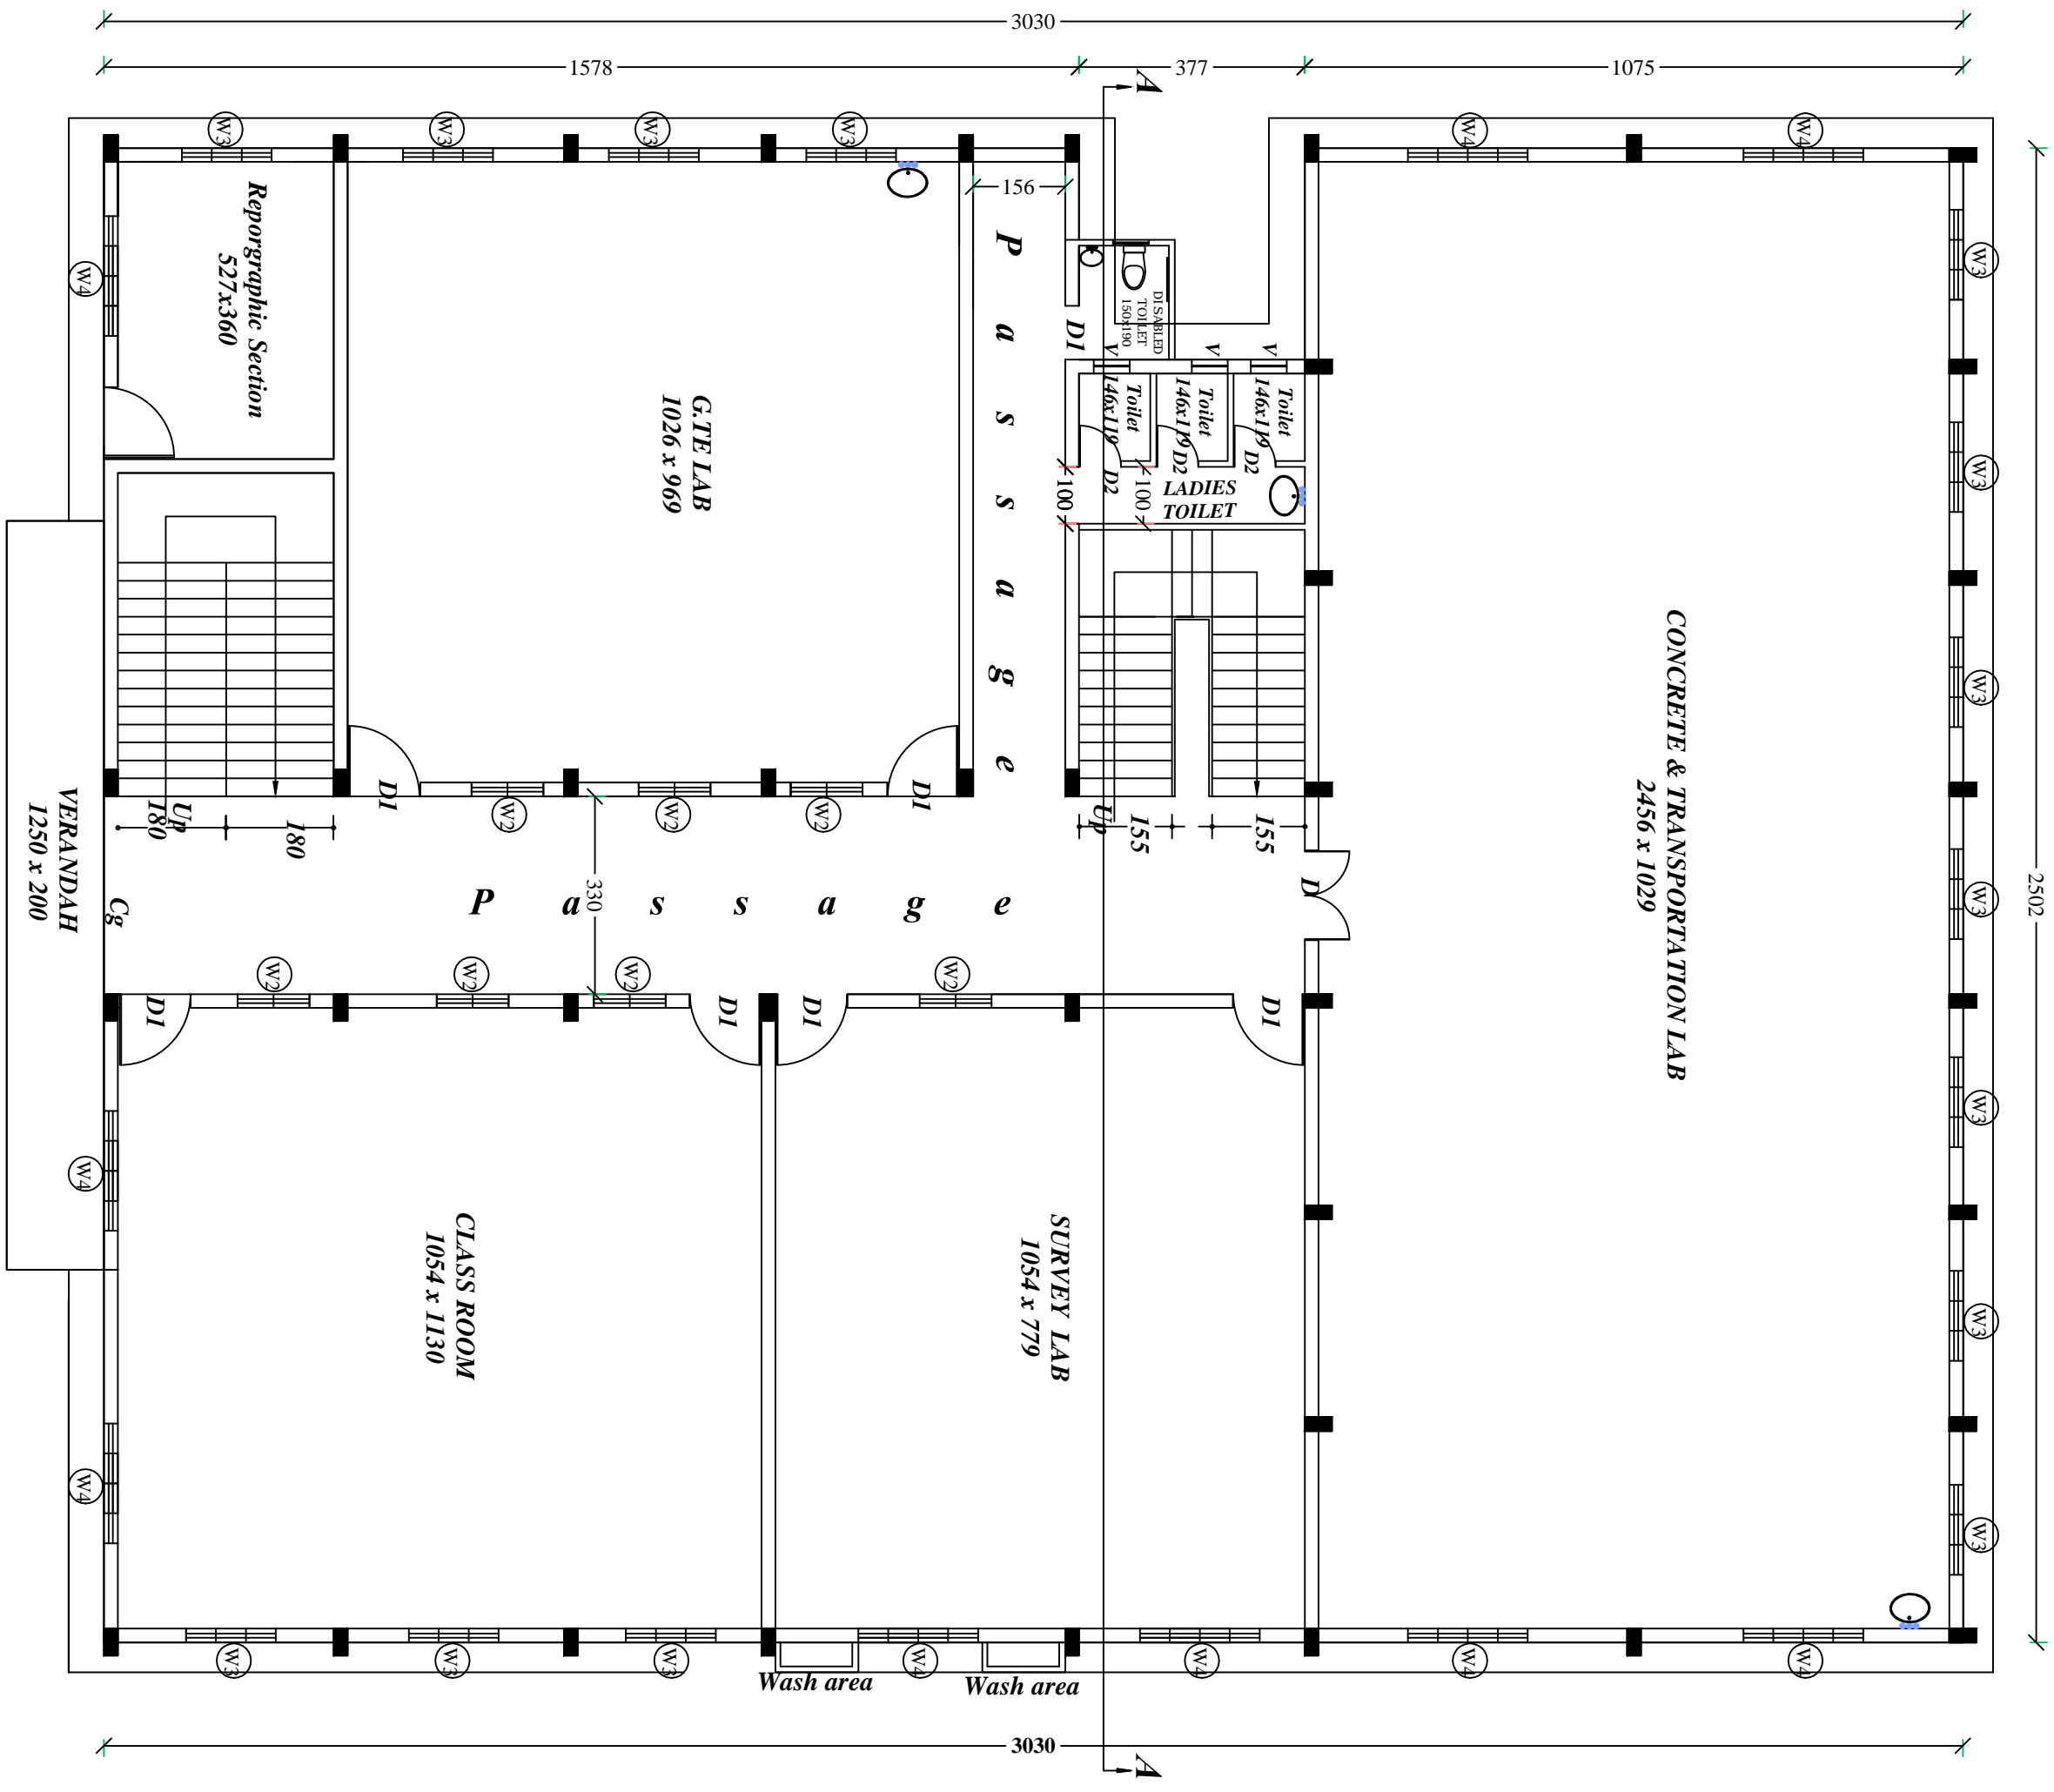 3030
1578
377
1075
A
W3
W3
W3
W3
W4
W4
156
Reporgraphic Section
527x360
W4
G.TE LAB
1026 x 969
Passage
D1
DISABLED
TOILET
150x190
V
V
V
Toilet
146x119
Toilet
146x119
Toilet
146x119
D2
D2
D2
100
100
LADIES
TOILET
CONCRETE & TRANSPORTATION LAB
2456 x 1029
W3
W3
W3
W3
W3
W3
W3
2502
D1
D1
W2
W2
W2
Up
180
180
Up
155
155
VERANDAH
1250 x 200
Cg
Passage
330
D
W2
W2
W2
W2
D1
D1
D1
D1
W4
W4
CLASS ROOM
1054 x 1130
SURVEY LAB
1054 x 779
W3
W3
W3
W4
W4
W4
W4
Wash area
Wash area
3030
A